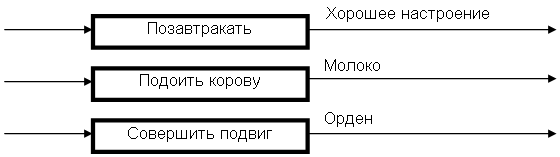 Позавтракать
Хорошее настроение
Подоить корову
Молоко
Совершить подвиг
Орден